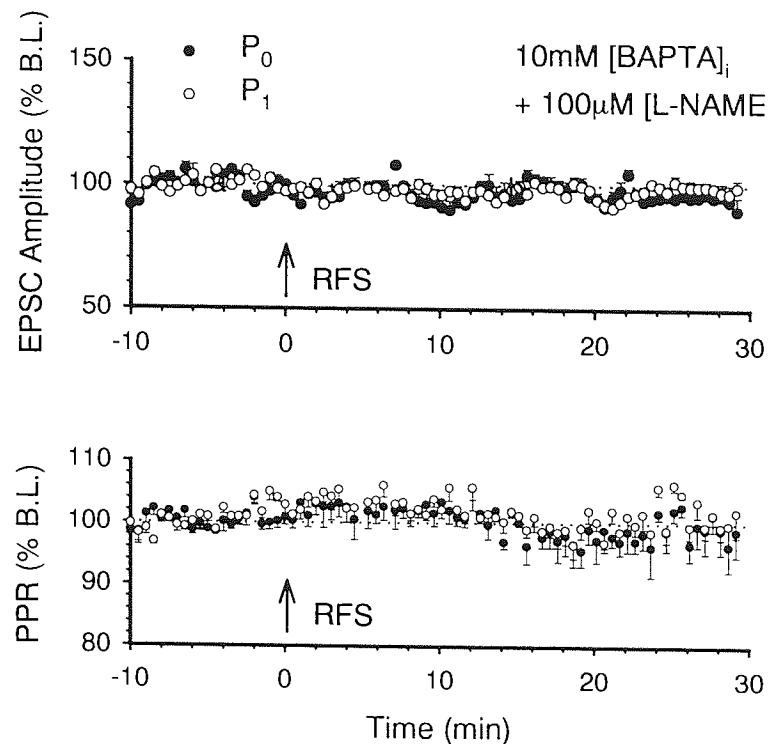 P0
P1
10mM [BAPTA]i
+ 100μM [L-NAME
EPSC Amplitude (% B.L.)
150
100
50
RFS
-10 0 10 20 30
PPR (% B.L.)
110
100
90
80
RFS
-10 0 10 20 30
Time (min)